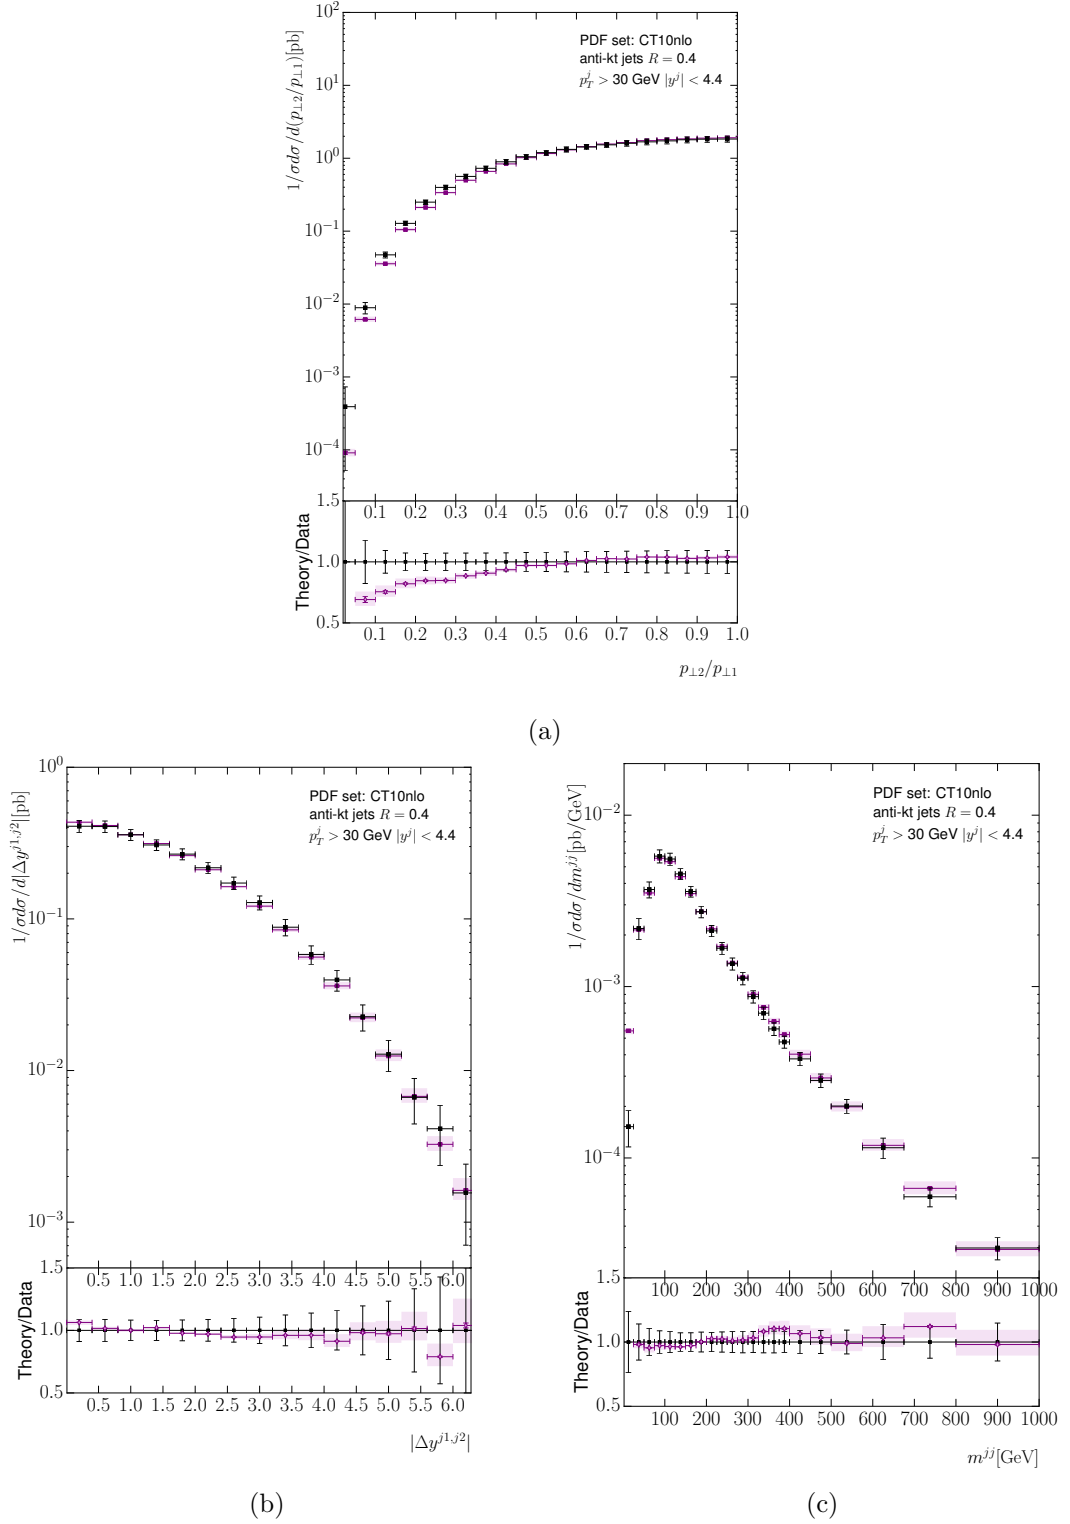 1/σdσ/d(p⊥2/p⊥1)[pb]
10^2
10^1
10^0
10^−1
10^−2
10^−3
10^−4
PDF set: CT10nlo
anti-kt jets R = 0.4
p_T^j > 30 GeV |y^j| < 4.4
0.1 0.2 0.3 0.4 0.5 0.6 0.7 0.8 0.9 1.0
Theory/Data
1.5
1.0
0.5
0.1 0.2 0.3 0.4 0.5 0.6 0.7 0.8 0.9 1.0
p⊥2/p⊥1
(a)
1/σdσ/d|Δy^{j1,j2}|[pb]
10^0
10^−1
10^−2
10^−3
PDF set: CT10nlo
anti-kt jets R = 0.4
p_T^j > 30 GeV |y^j| < 4.4
0.5 1.0 1.5 2.0 2.5 3.0 3.5 4.0 4.5 5.0 5.5 6.0
Theory/Data
1.5
1.0
0.5
0.5 1.0 1.5 2.0 2.5 3.0 3.5 4.0 4.5 5.0 5.5 6.0
|Δy^{j1,j2}|
(b)
1/σdσ/dm^{jj}[pb/GeV]
10^−2
10^−3
10^−4
PDF set: CT10nlo
anti-kt jets R = 0.4
p_T^j > 30 GeV |y^j| < 4.4
100 200 300 400 500 600 700 800 900 1000
Theory/Data
1.5
1.0
0.5
100 200 300 400 500 600 700 800 900 1000
m^{jj}[GeV]
(c)